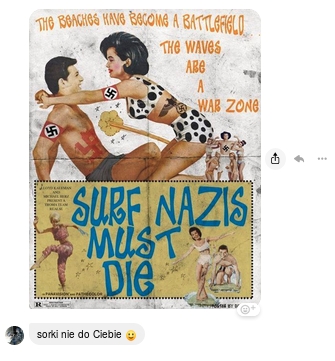 THE BEACHES HAVE BECOME A BATTLEFIELD.
THE WAVES
ARE
A
WAR ZONE
SURF NAZIS
MUST
DIE
R
sorki nie do Ciebie